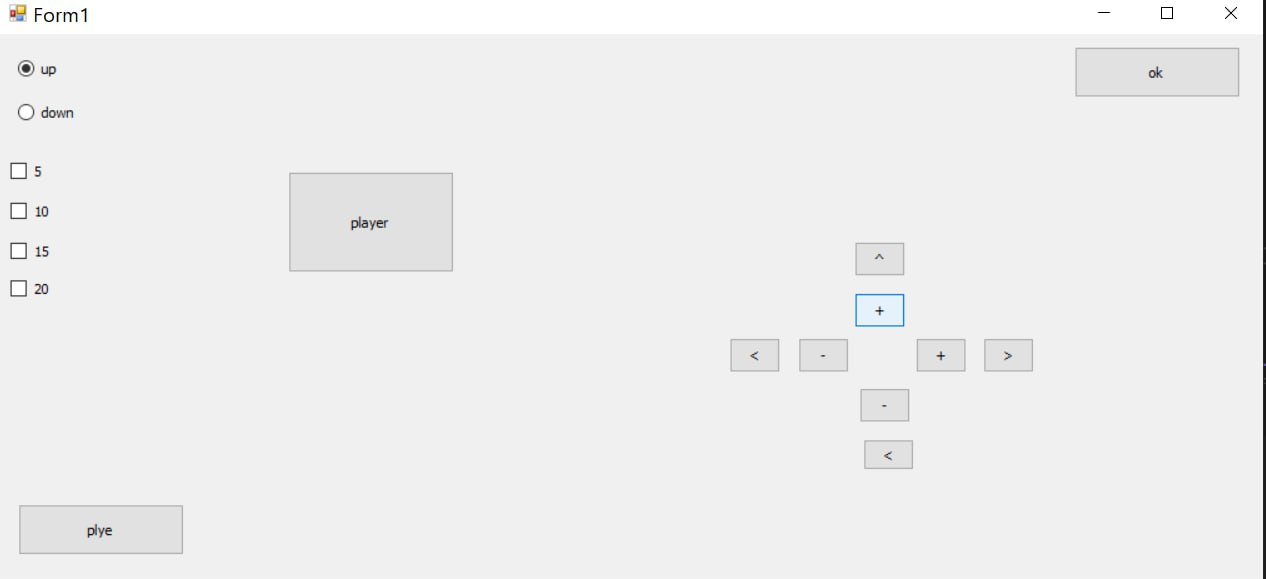 Form1
up
ok
down
5
10
player
15
^
20
+
< - + >
-
<
plye